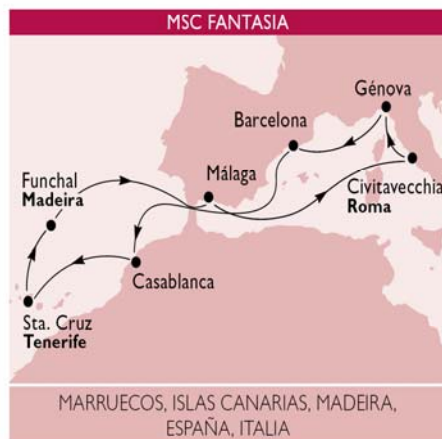 MSC FANTASIA
Génova
Barcelona
Málaga
Civitavecchia
Roma
Funchal
Madeira
Casablanca
Sta. Cruz
Tenerife
MARRUECOS, ISLAS CANARIAS, MADEIRA,
ESPAÑA, ITALIA